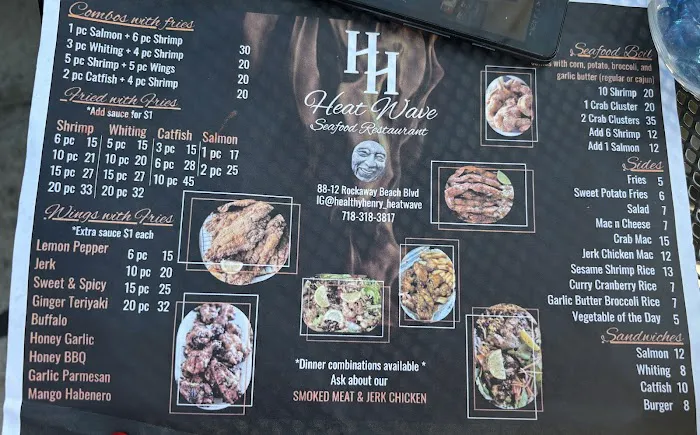 Combos with fries
1 pc Salmon + 6 pc Shrimp 30
3 pc Whiting + 4 pc Shrimp 20
5 pc Shrimp + 5 pc Wings 20
2 pc Catfish + 4 pc Shrimp 20
Fried with Fries
*Add sauce for $1
Shrimp Whiting Catfish Salmon
6 pc 15 5 pc 15 3 pc 15 1 pc 17
10 pc 21 10 pc 20 6 pc 28 2 pc 25
15 pc 27 15 pc 27 10 pc 45
20 pc 33 20 pc 32
Wings with Fries
*Extra sauce $1 each
Lemon Pepper 6 pc 15
Jerk 10 pc 20
Sweet & Spicy 15 pc 25
Ginger Teriyaki 20 pc 32
Buffalo
Honey Garlic
Honey BBQ
Garlic Parmesan
Mango Habenero
HH
Heat Wave
Seafood Restaurant
88-12 Rockaway Beach Blvd
IG@healthyhenry_heatwave
718-318-3817
*Dinner combinations available *
Ask about our
SMOKED MEAT & JERK CHICKEN
Seafood Boil
with corn, potato, broccoli, and
garlic butter (regular or cajun)
10 Shrimp 20
1 Crab Cluster 20
2 Crab Clusters 35
Add 6 Shrimp 12
Add 1 Salmon 12
Sides
Fries 5
Sweet Potato Fries 6
Salad 7
Mac n Cheese 7
Crab Mac 15
Jerk Chicken Mac 12
Sesame Shrimp Rice 13
Curry Cranberry Rice 7
Garlic Butter Broccoli Rice 7
Vegetable of the Day 5
Sandwiches
Salmon 12
Whiting 8
Catfish 10
Burger 8